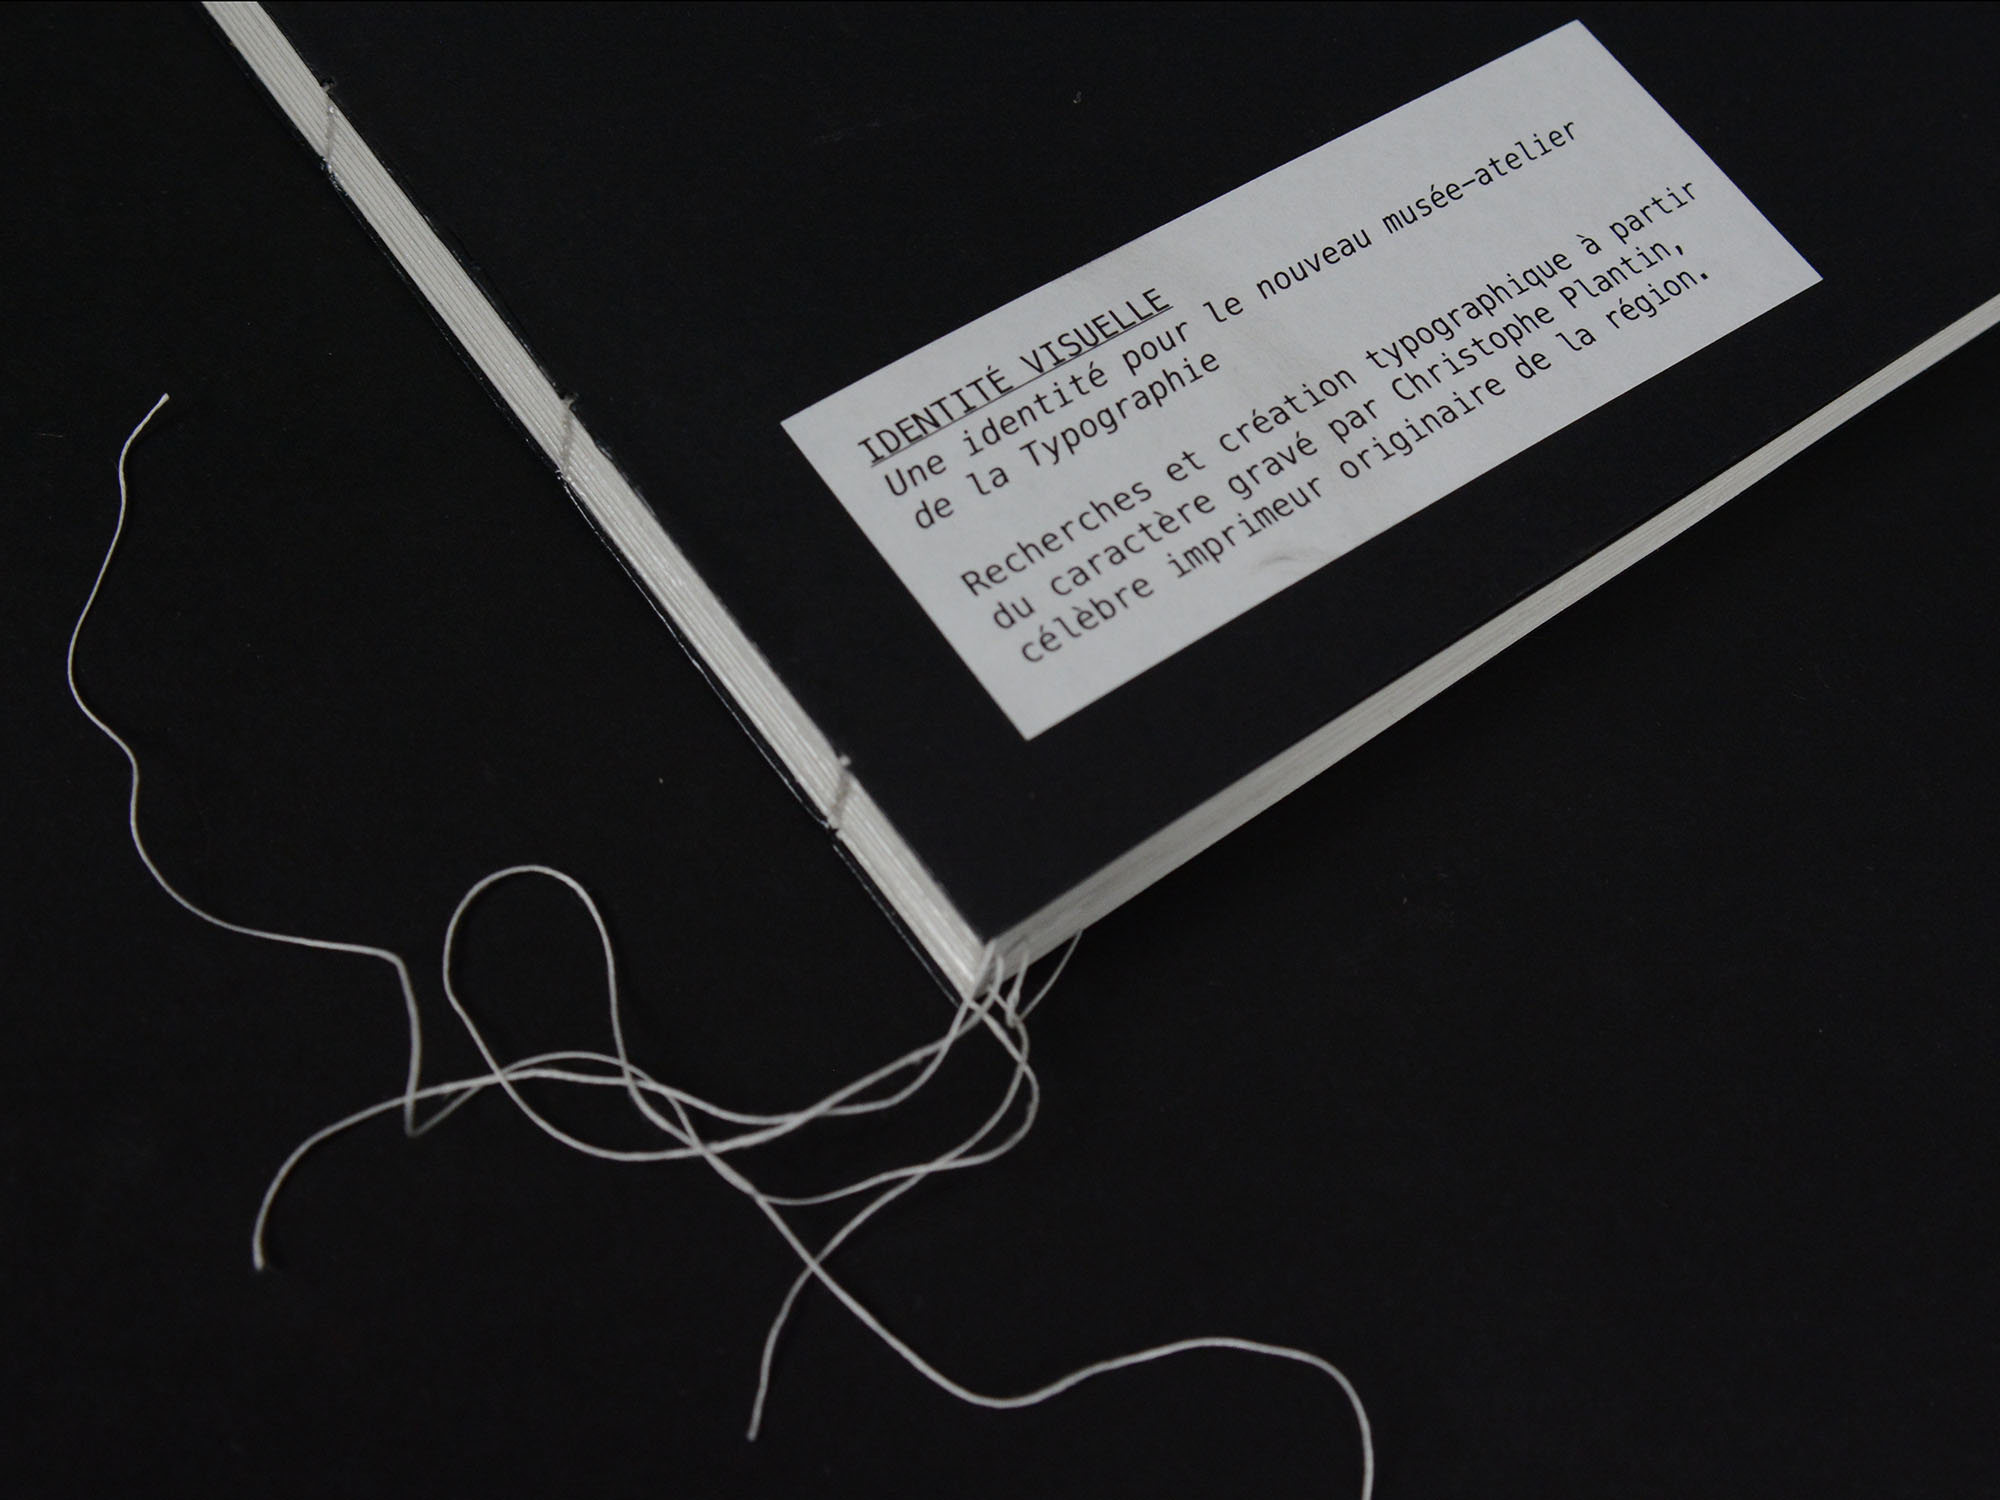 IDENTITÉ VISUELLE
Une identité pour le nouveau musée-atelier
de la Typographie
Recherches et création typographique à partir
du caractère gravé par Christophe Plantin,
célèbre imprimeur originaire de la région.